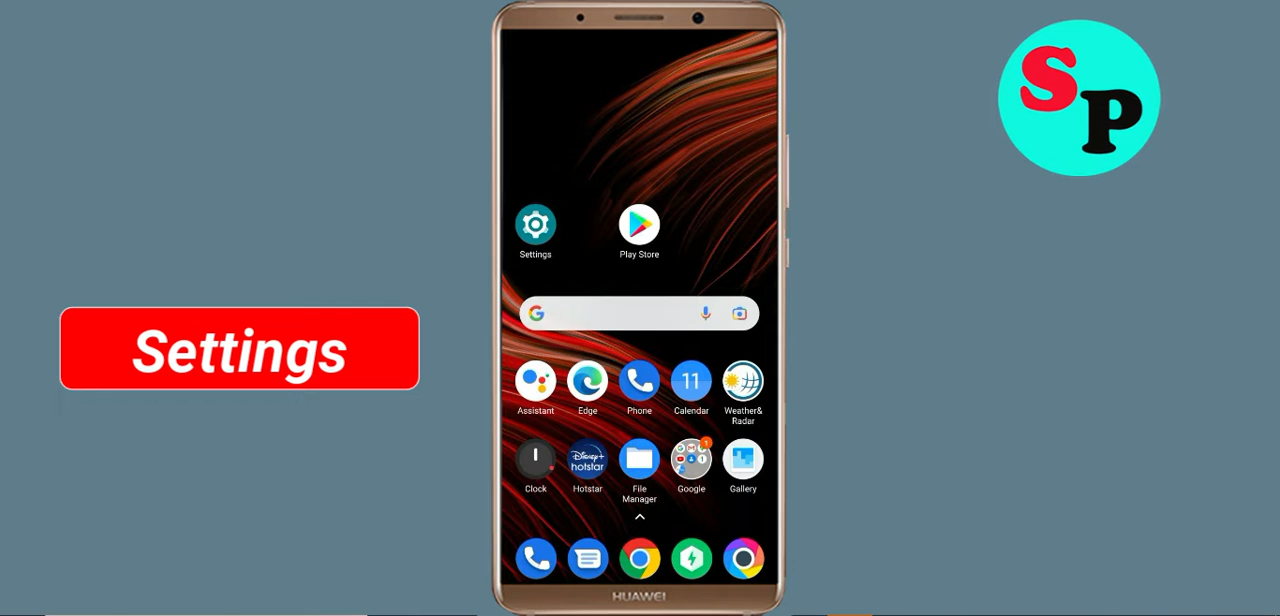 S
P
Settings
Play Store
Settings
Assistant
Edge
Phone
11
Calendar
Weather&
Radar
Disney+
hotstar
Clock
Hotstar
File
Manager
1
Google
Gallery
HUAWEI